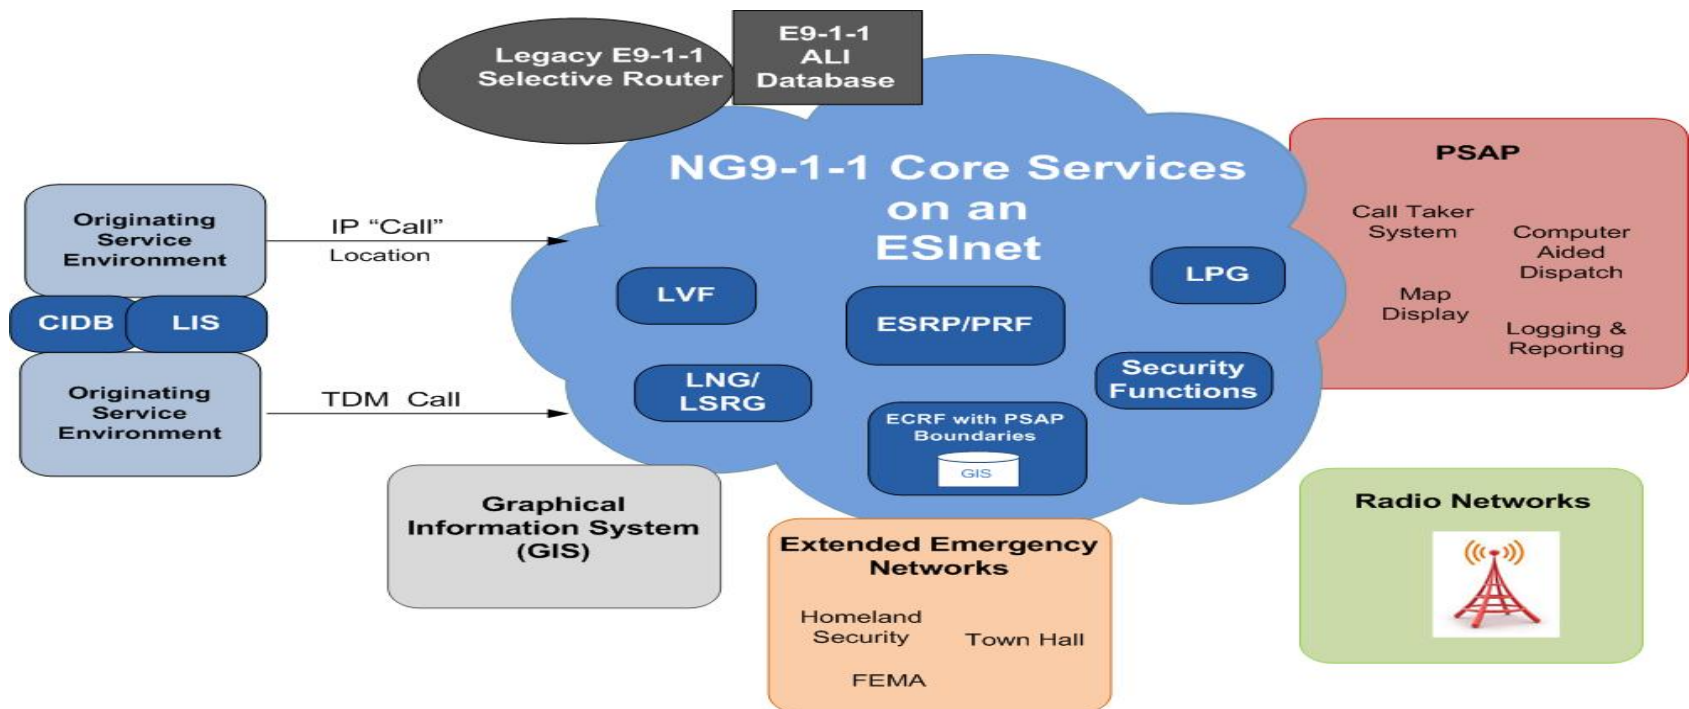 Legacy E9-1-1
Selective Router
E9-1-1
ALI
Database
NG9-1-1 Core Services
on an
ESInet
LVF
ESRP/PRF
LPG
LNG/
LSRG
Security
Functions
ECRF with PSAP
Boundaries
GIS
Originating
Service
Environment
IP “Call”
Location
CIDB
LIS
Originating
Service
Environment
TDM Call
PSAP
Call Taker
System
Computer
Aided
Dispatch
Map
Display
Logging &
Reporting
Graphical
Information System
(GIS)
Extended Emergency
Networks
Homeland
Security
Town Hall
FEMA
Radio Networks